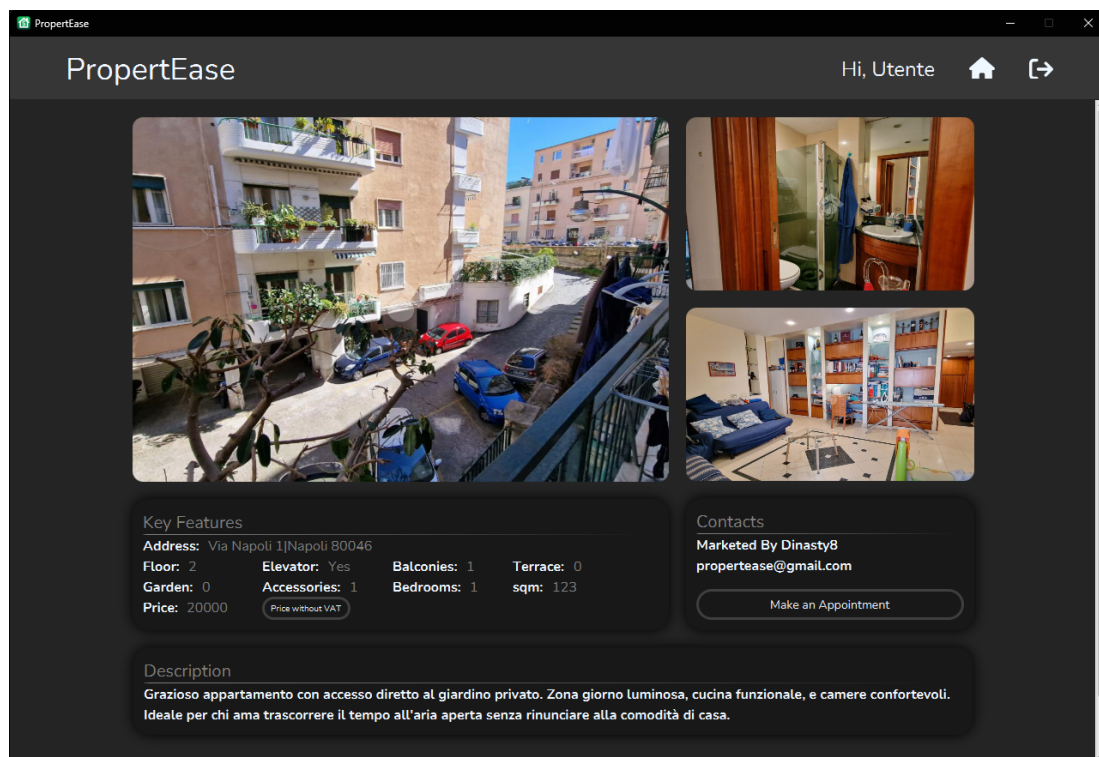 PropertEase
PropertEase
Hi, Utente
Key Features
Address: Via Napoli 1|Napoli 80046
Floor: 2 Elevator: Yes Balconies: 1 Terrace: 0
Garden: 0 Accessories: 1 Bedrooms: 1 sqm: 123
Price: 20000 Price without VAT
Contacts
Marketed By Dinasty8
propertease@gmail.com
Make an Appointment
Description
Grazioso appartamento con accesso diretto al giardino privato. Zona giorno luminosa, cucina funzionale, e camere confortevoli.
Ideale per chi ama trascorrere il tempo all'aria aperta senza rinunciare alla comodità di casa.